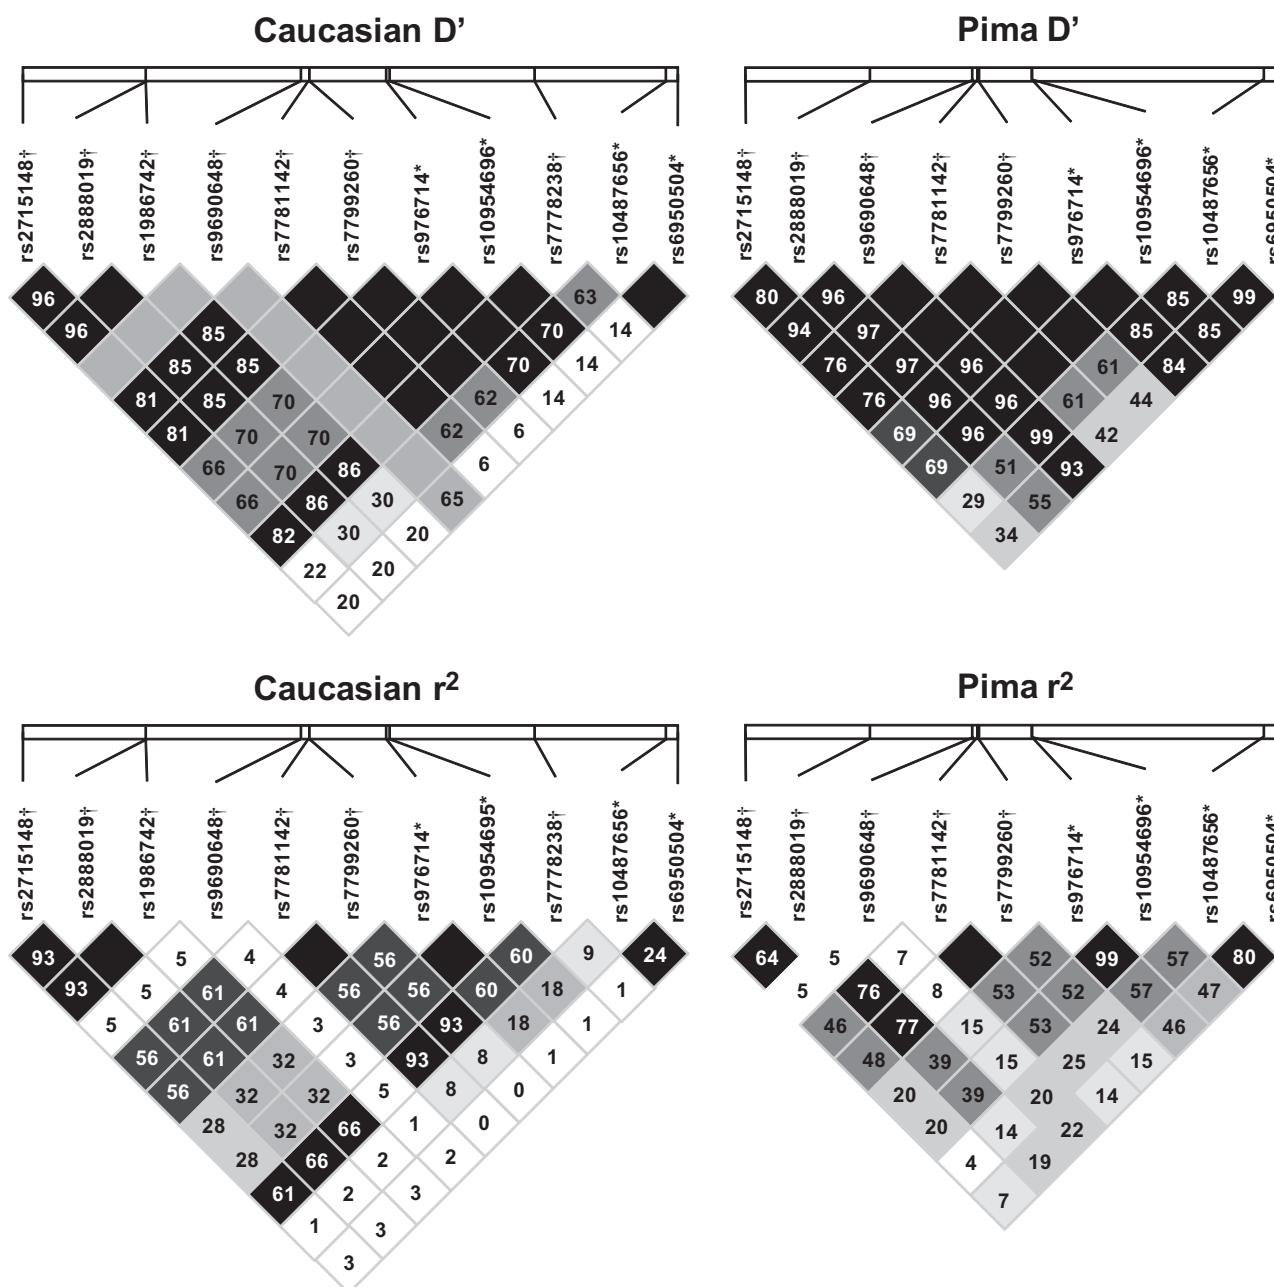 Caucasian D’
rs2715148†
rs2888019†
rs1986742†
rs9690648†
rs7781142†
rs7799260†
rs976714*
rs10954696*
rs7778238†
rs10487656*
rs6950504*
96 63
96 85 70 14
85 85 70 14
81 85 70 62 14
81 70 70 62 6
66 70 86 6
66 86 30 65
82 30 20
22 20
20
Pima D’
rs2715148†
rs2888019†
rs9690648†
rs7781142†
rs7799260†
rs976714*
rs10954696*
rs10487656*
rs6950504*
80 96 85 99
94 97 85 85
76 97 96 61 84
76 96 96 61 44
69 96 99 42
69 51 93
29 55
34
Caucasian r2
rs2715148†
rs2888019†
rs1986742†
rs9690648†
rs7781142†
rs7799260†
rs976714*
rs10954695*
rs7778238†
rs10487656*
rs6950504*
93 5 4 56 60 9 24
93 5 61 4 56 56 60 18 1
5 61 61 3 56 93 18 1
56 61 32 3 93 8 1
56 32 32 5 8 0
28 32 66 1 0
28 66 2 2
61 2 3
1 3
3
Pima r2
rs2715148†
rs2888019†
rs9690648†
rs7781142†
rs7799260†
rs976714*
rs10954696*
rs10487656*
rs6950504*
64 5 7 52 99 57 80
5 76 8 53 52 57 47
46 77 15 53 24 46
48 39 15 25 15
20 39 20 14
20 14 22
4 19
7